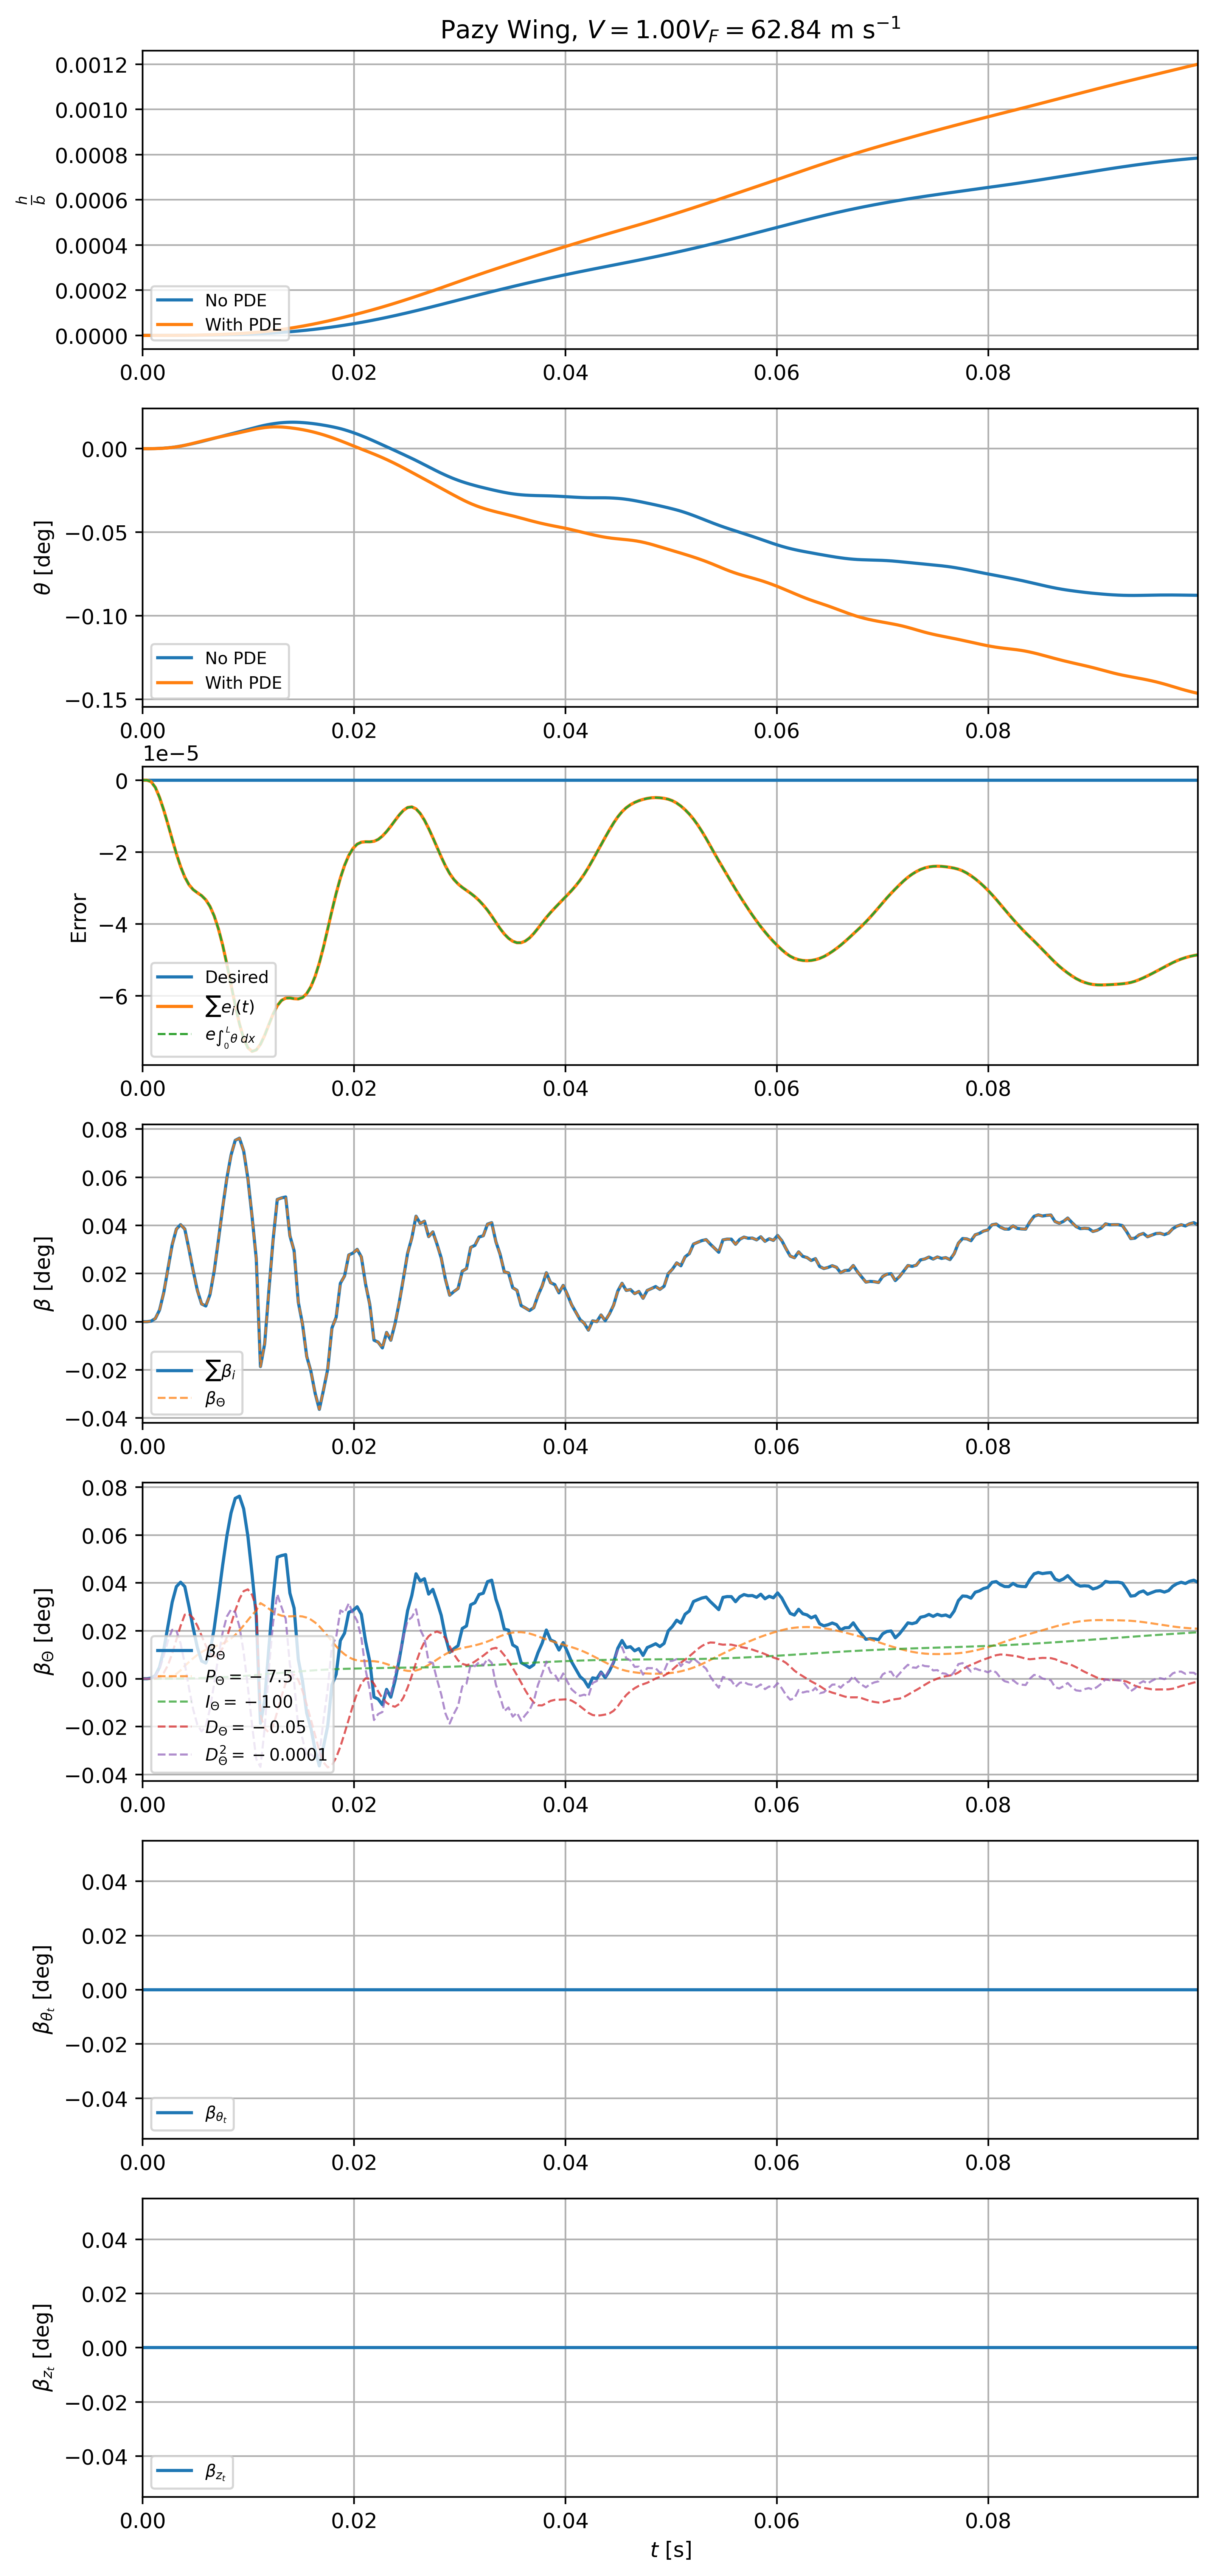 Pazy Wing, V = 1.00V_F = 62.84 m s⁻¹
0.0012
0.0010
0.0008
0.0006
0.0004
0.0002
0.0000
h/b
No PDE
With PDE
0.00 0.02 0.04 0.06 0.08
0.00
−0.05
−0.10
−0.15
θ [deg]
No PDE
With PDE
0.00 0.02 0.04 0.06 0.08
1e−5
0
−2
−4
−6
Error
Desired
∑e_i(t)
e_{∫₀ᴸ θ dx}
0.00 0.02 0.04 0.06 0.08
0.08
0.06
0.04
0.02
0.00
−0.02
−0.04
β [deg]
∑β_i
β_Θ
0.00 0.02 0.04 0.06 0.08
0.08
0.06
0.04
0.02
0.00
−0.02
−0.04
β_Θ [deg]
β_Θ
P_Θ = −7.5
I_Θ = −100
D_Θ = −0.05
D²_Θ = −0.0001
0.00 0.02 0.04 0.06 0.08
0.04
0.02
0.00
−0.02
−0.04
β_{θ_t} [deg]
β_{θ_t}
0.00 0.02 0.04 0.06 0.08
0.04
0.02
0.00
−0.02
−0.04
β_{z_t} [deg]
β_{z_t}
0.00 0.02 0.04 0.06 0.08
t [s]